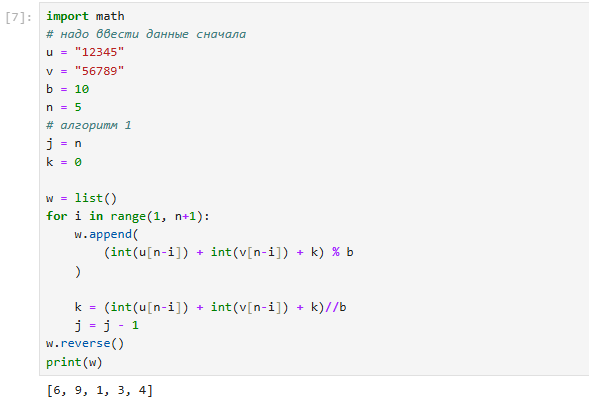 [7]: import math
# надо ввести данные сначала
u = "12345"
v = "56789"
b = 10
n = 5
# алгоритм 1
j = n
k = 0
w = list()
for i in range(1, n+1):
    w.append(
        (int(u[n-i]) + int(v[n-i]) + k) % b
    )
    k = (int(u[n-i]) + int(v[n-i]) + k)//b
    j = j - 1
w.reverse()
print(w)
[6, 9, 1, 3, 4]